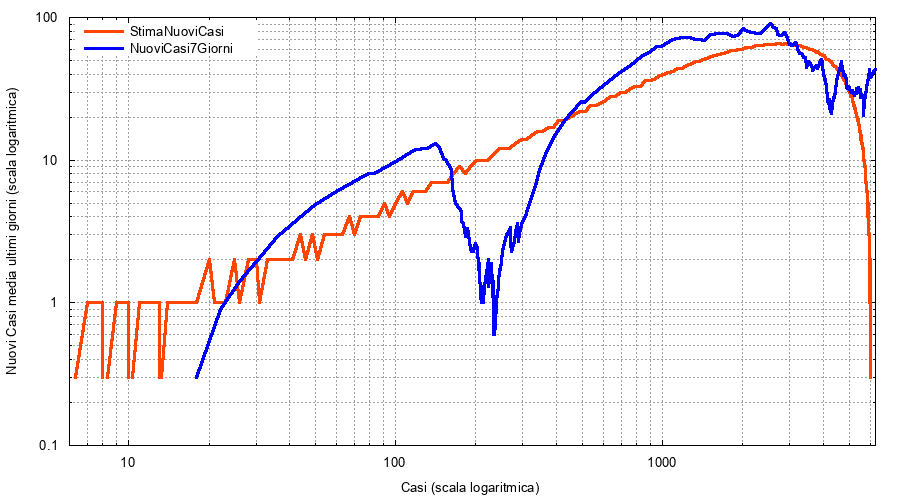 100
StimaNuoviCasi
NuoviCasi7Giorni
10
1
0.1
Nuovi Casi media ultimi giorni (scala logaritmica)
10 100 1000
Casi (scala logaritmica)